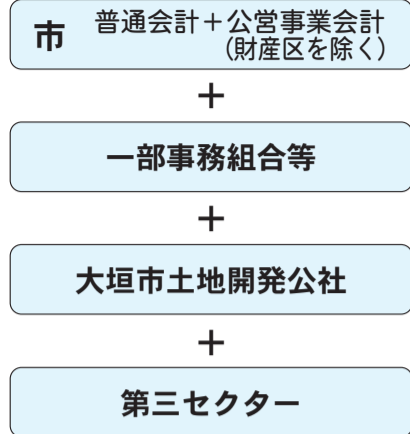 市 普通会計＋公営事業会計
（財産区を除く）
＋
一部事務組合等
＋
大垣市土地開発公社
＋
第三セクター